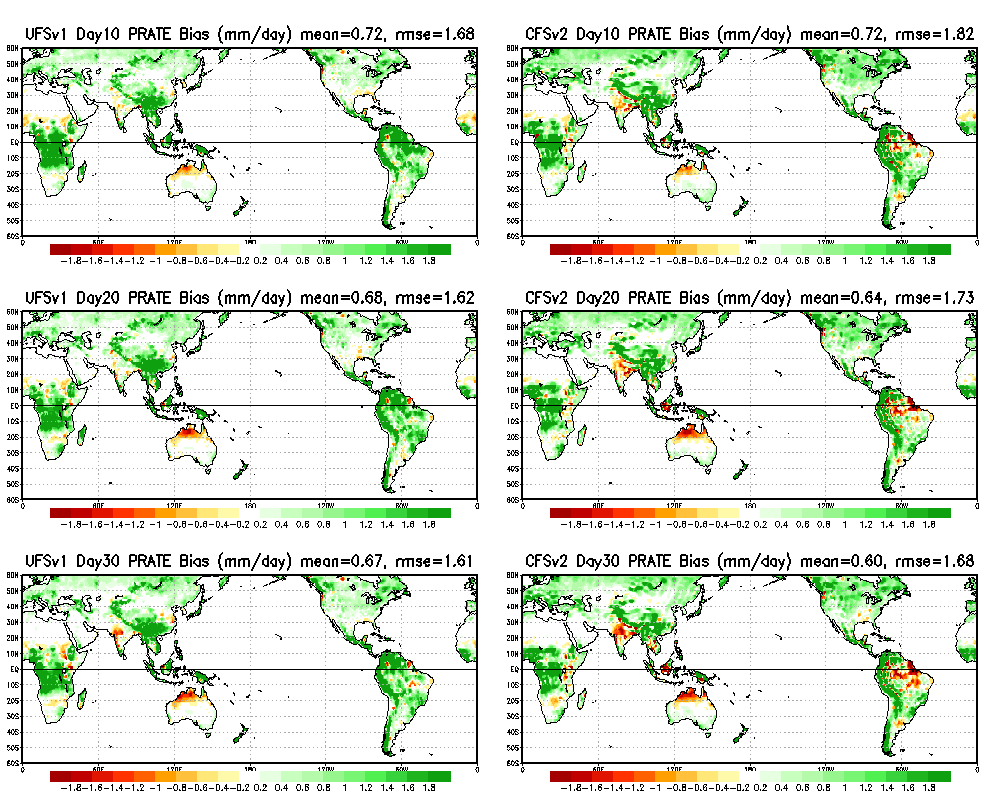 UFSv1 Day10 PRATE Bias (mm/day) mean=0.72, rmse=1.68
60N
50N
40N
30N
20N
10N
EQ
10S
20S
30S
40S
50S
60S
0 60E 120E 180 120W 60W 0
-1.8-1.6-1.4-1.2 -1 -0.8-0.6-0.4-0.2 0.2 0.4 0.6 0.8 1 1.2 1.4 1.6 1.8
CFSv2 Day10 PRATE Bias (mm/day) mean=0.72, rmse=1.82
60N
50N
40N
30N
20N
10N
EQ
10S
20S
30S
40S
50S
60S
0 60E 120E 180 120W 60W 0
-1.8-1.6-1.4-1.2 -1 -0.8-0.6-0.4-0.2 0.2 0.4 0.6 0.8 1 1.2 1.4 1.6 1.8
UFSv1 Day20 PRATE Bias (mm/day) mean=0.68, rmse=1.62
60N
50N
40N
30N
20N
10N
EQ
10S
20S
30S
40S
50S
60S
0 60E 120E 180 120W 60W 0
-1.8-1.6-1.4-1.2 -1 -0.8-0.6-0.4-0.2 0.2 0.4 0.6 0.8 1 1.2 1.4 1.6 1.8
CFSv2 Day20 PRATE Bias (mm/day) mean=0.64, rmse=1.73
60N
50N
40N
30N
20N
10N
EQ
10S
20S
30S
40S
50S
60S
0 60E 120E 180 120W 60W 0
-1.8-1.6-1.4-1.2 -1 -0.8-0.6-0.4-0.2 0.2 0.4 0.6 0.8 1 1.2 1.4 1.6 1.8
UFSv1 Day30 PRATE Bias (mm/day) mean=0.67, rmse=1.61
60N
50N
40N
30N
20N
10N
EQ
10S
20S
30S
40S
50S
60S
0 60E 120E 180 120W 60W 0
-1.8-1.6-1.4-1.2 -1 -0.8-0.6-0.4-0.2 0.2 0.4 0.6 0.8 1 1.2 1.4 1.6 1.8
CFSv2 Day30 PRATE Bias (mm/day) mean=0.60, rmse=1.68
60N
50N
40N
30N
20N
10N
EQ
10S
20S
30S
40S
50S
60S
0 60E 120E 180 120W 60W 0
-1.8-1.6-1.4-1.2 -1 -0.8-0.6-0.4-0.2 0.2 0.4 0.6 0.8 1 1.2 1.4 1.6 1.8